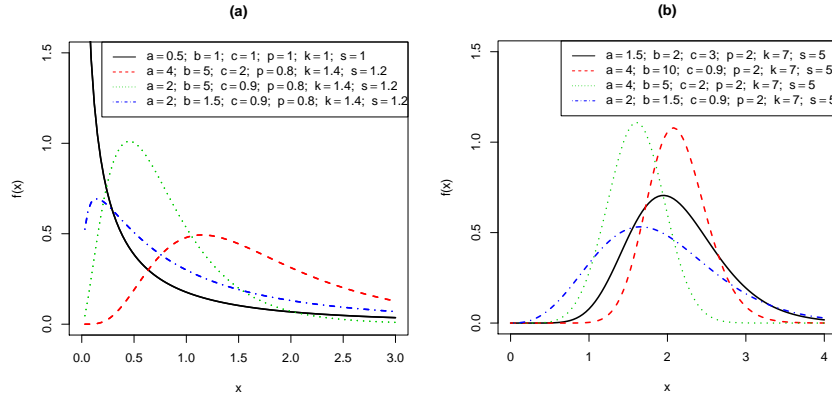 (a)
a=0.5; b=1; c=1; p=1; k=1; s=1
a=4; b=5; c=2; p=0.8; k=1.4; s=1.2
a=2; b=5; c=0.9; p=0.8; k=1.4; s=1.2
a=2; b=1.5; c=0.9; p=0.8; k=1.4; s=1.2
f(x)
1.5
1.0
0.5
0.0
0.0 0.5 1.0 1.5 2.0 2.5 3.0
x
(b)
a=1.5; b=2; c=3; p=2; k=7; s=5
a=4; b=10; c=0.9; p=2; k=7; s=5
a=4; b=5; c=2; p=2; k=7; s=5
a=2; b=1.5; c=0.9; p=2; k=7; s=5
f(x)
1.5
1.0
0.5
0.0
0 1 2 3 4
x